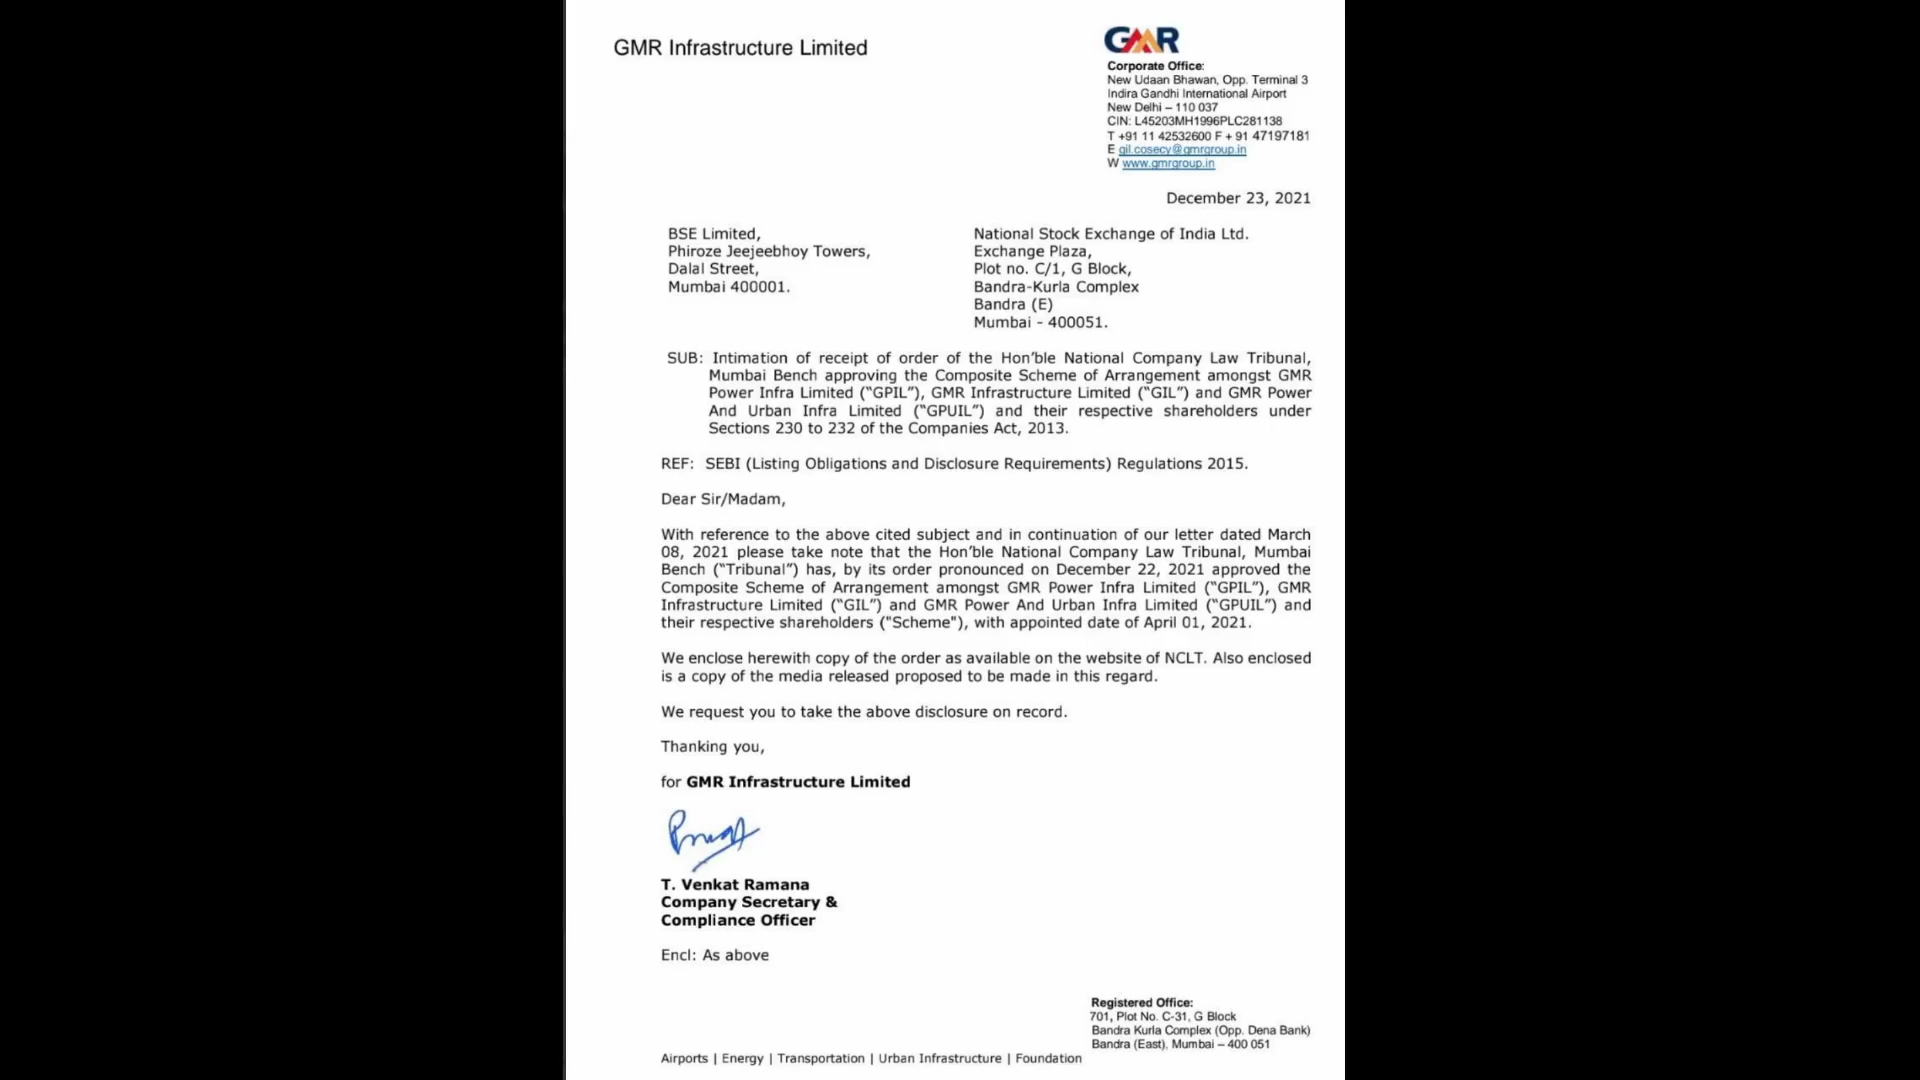 GMR Infrastructure Limited
GMR
Corporate Office:
New Udaan Bhawan, Opp. Terminal 3
Indira Gandhi International Airport
New Delhi – 110 037
CIN: L45203MH1996PLC281138
T +91 11 42532600 F + 91 47197181
E gil.cosecy@gmrgroup.in
W www.gmrgroup.in
December 23, 2021
BSE Limited,
Phiroze Jeejeebhoy Towers,
Dalal Street,
Mumbai 400001.
National Stock Exchange of India Ltd.
Exchange Plaza,
Plot no. C/1, G Block,
Bandra-Kurla Complex
Bandra (E)
Mumbai - 400051.
SUB: Intimation of receipt of order of the Hon’ble National Company Law Tribunal,
Mumbai Bench approving the Composite Scheme of Arrangement amongst GMR
Power Infra Limited (“GPIL”), GMR Infrastructure Limited (“GIL”) and GMR Power
And Urban Infra Limited (“GPUIL”) and their respective shareholders under
Sections 230 to 232 of the Companies Act, 2013.
REF: SEBI (Listing Obligations and Disclosure Requirements) Regulations 2015.
Dear Sir/Madam,
With reference to the above cited subject and in continuation of our letter dated March
08, 2021 please take note that the Hon’ble National Company Law Tribunal, Mumbai
Bench (“Tribunal”) has, by its order pronounced on December 22, 2021 approved the
Composite Scheme of Arrangement amongst GMR Power Infra Limited (“GPIL”), GMR
Infrastructure Limited (“GIL”) and GMR Power And Urban Infra Limited (“GPUIL”) and
their respective shareholders ("Scheme"), with appointed date of April 01, 2021.
We enclose herewith copy of the order as available on the website of NCLT. Also enclosed
is a copy of the media released proposed to be made in this regard.
We request you to take the above disclosure on record.
Thanking you,
for GMR Infrastructure Limited
T. Venkat Ramana
Company Secretary &
Compliance Officer
Encl: As above
Registered Office:
701, Plot No. C-31, G Block
Bandra Kurla Complex (Opp. Dena Bank)
Bandra (East), Mumbai – 400 051
Airports | Energy | Transportation | Urban Infrastructure | Foundation